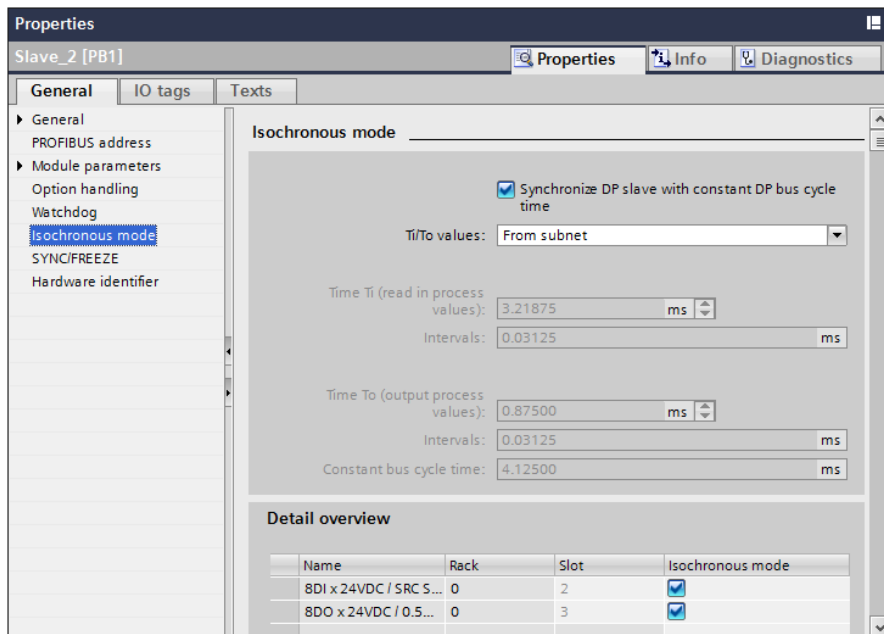 Properties
Slave_2 [PB1]
Properties Info Diagnostics
General IO tags Texts
General
PROFIBUS address
Module parameters
Option handling
Watchdog
Isochronous mode
SYNC/FREEZE
Hardware identifier
Isochronous mode
Synchronize DP slave with constant DP bus cycle
time
Ti/To values: From subnet
Time Ti (read in process
values): 3.21875 ms
Intervals: 0.03125 ms
Time To (output process
values): 0.87500 ms
Intervals: 0.03125 ms
Constant bus cycle time: 4.12500 ms
Detail overview
Name Rack Slot Isochronous mode
8DI x 24VDC / SRC S... 0 2
8DO x 24VDC / 0.5... 0 3